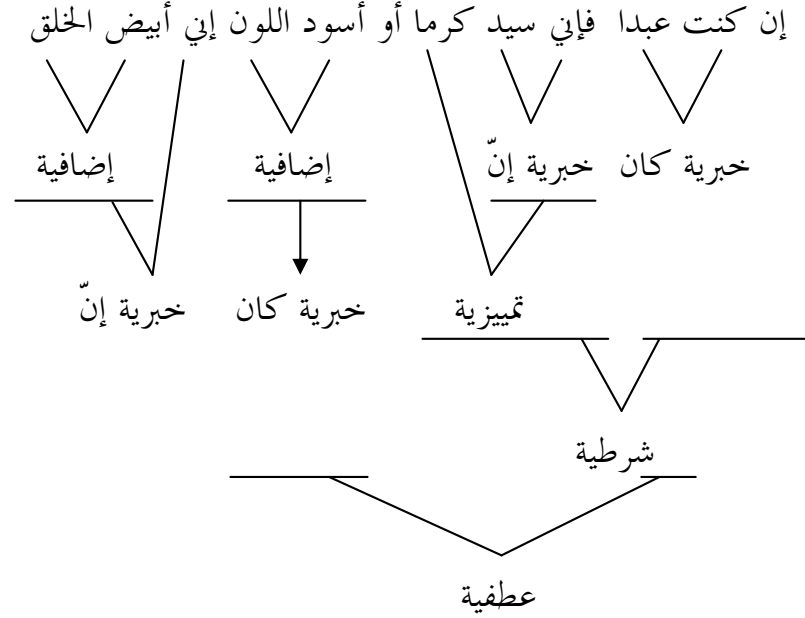 إن كنت عبدا فإني سيد كرما أو أسود اللون إني أبيض الخلق
خبرية كان خبرية إنّ إضافية إضافية
تمييزية خبرية كان خبرية إنّ
شرطية
عطفية